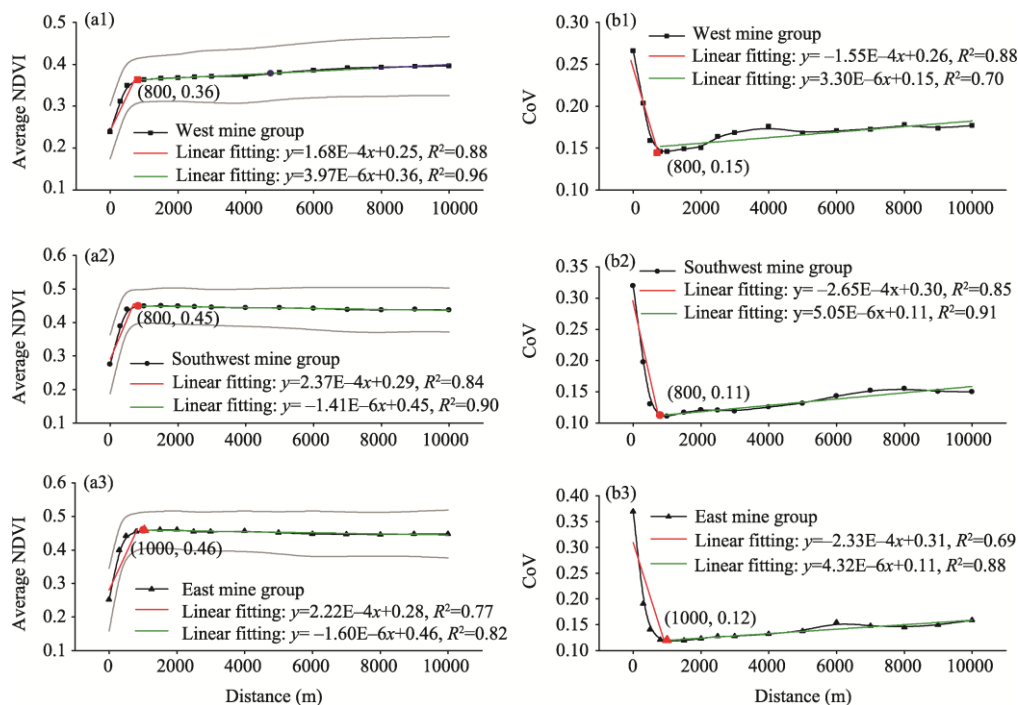 (a1)
0.5
0.4
0.3
0.2
0.1
Average NDVI
(800, 0.36)
West mine group
Linear fitting: y=1.68E–4x+0.25, R²=0.88
Linear fitting: y=3.97E–6x+0.36, R²=0.96
0 2000 4000 6000 8000 10000
(b1)
0.30
0.25
0.20
0.15
0.10
CoV
West mine group
Linear fitting: y= –1.55E–4x+0.26, R²=0.88
Linear fitting: y=3.30E–6x+0.15, R²=0.70
(800, 0.15)
0 2000 4000 6000 8000 10000
(a2)
0.6
0.5
0.4
0.3
0.2
0.1
Average NDVI
(800, 0.45)
Southwest mine group
Linear fitting: y=2.37E–4x+0.29, R²=0.84
Linear fitting: y= –1.41E–6x+0.45, R²=0.90
0 2000 4000 6000 8000 10000
(b2)
0.35
0.30
0.25
0.20
0.15
0.10
CoV
Southwest mine group
Linear fitting: y= –2.65E–4x+0.30, R²=0.85
Linear fitting: y=5.05E–6x+0.11, R²=0.91
(800, 0.11)
0 2000 4000 6000 8000 10000
(a3)
0.6
0.5
0.4
0.3
0.2
0.1
Average NDVI
(1000, 0.46)
East mine group
Linear fitting: y=2.22E–4x+0.28, R²=0.77
Linear fitting: y= –1.60E–6x+0.46, R²=0.82
0 2000 4000 6000 8000 10000
Distance (m)
(b3)
0.40
0.35
0.30
0.25
0.20
0.15
0.10
CoV
East mine group
Linear fitting: y=–2.33E–4x+0.31, R²=0.69
Linear fitting: y=4.32E–6x+0.11, R²=0.88
(1000, 0.12)
0 2000 4000 6000 8000 10000
Distance (m)